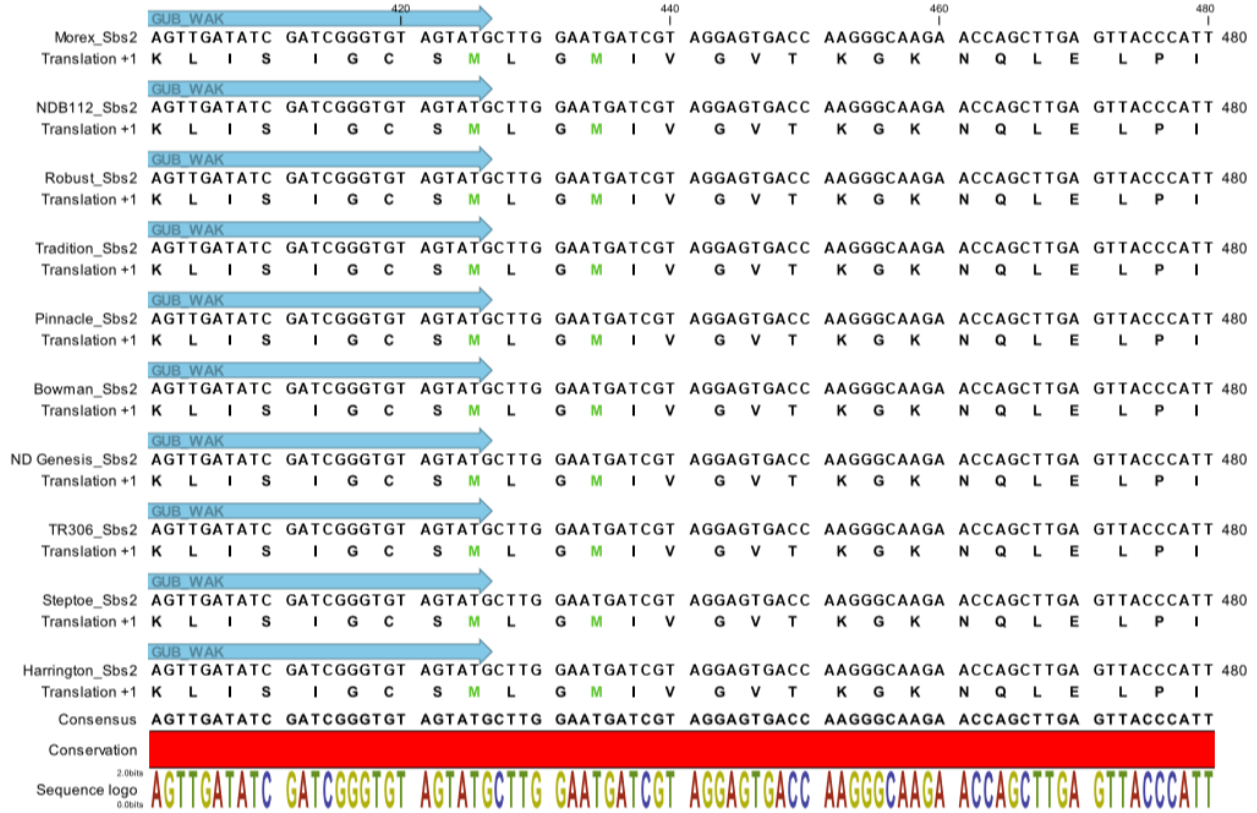 420 440 460 480
GUB_WAK
Morex_Sbs2 AGTTGATATC GATCGGGTGT AGTATGCTTG GAATGATCGT AGGAGTGACC AAGGGCAAGA ACCAGCTTGA GTTACCCATT 480
Translation +1 K L I S I G C S M L G M I V G V T K G K N Q L E L P I
GUB_WAK
NDB112_Sbs2 AGTTGATATC GATCGGGTGT AGTATGCTTG GAATGATCGT AGGAGTGACC AAGGGCAAGA ACCAGCTTGA GTTACCCATT 480
Translation +1 K L I S I G C S M L G M I V G V T K G K N Q L E L P I
GUB_WAK
Robust_Sbs2 AGTTGATATC GATCGGGTGT AGTATGCTTG GAATGATCGT AGGAGTGACC AAGGGCAAGA ACCAGCTTGA GTTACCCATT 480
Translation +1 K L I S I G C S M L G M I V G V T K G K N Q L E L P I
GUB_WAK
Tradition_Sbs2 AGTTGATATC GATCGGGTGT AGTATGCTTG GAATGATCGT AGGAGTGACC AAGGGCAAGA ACCAGCTTGA GTTACCCATT 480
Translation +1 K L I S I G C S M L G M I V G V T K G K N Q L E L P I
GUB_WAK
Pinnacle_Sbs2 AGTTGATATC GATCGGGTGT AGTATGCTTG GAATGATCGT AGGAGTGACC AAGGGCAAGA ACCAGCTTGA GTTACCCATT 480
Translation +1 K L I S I G C S M L G M I V G V T K G K N Q L E L P I
GUB_WAK
Bowman_Sbs2 AGTTGATATC GATCGGGTGT AGTATGCTTG GAATGATCGT AGGAGTGACC AAGGGCAAGA ACCAGCTTGA GTTACCCATT 480
Translation +1 K L I S I G C S M L G M I V G V T K G K N Q L E L P I
GUB_WAK
ND Genesis_Sbs2 AGTTGATATC GATCGGGTGT AGTATGCTTG GAATGATCGT AGGAGTGACC AAGGGCAAGA ACCAGCTTGA GTTACCCATT 480
Translation +1 K L I S I G C S M L G M I V G V T K G K N Q L E L P I
GUB_WAK
TR306_Sbs2 AGTTGATATC GATCGGGTGT AGTATGCTTG GAATGATCGT AGGAGTGACC AAGGGCAAGA ACCAGCTTGA GTTACCCATT 480
Translation +1 K L I S I G C S M L G M I V G V T K G K N Q L E L P I
GUB_WAK
Steptoe_Sbs2 AGTTGATATC GATCGGGTGT AGTATGCTTG GAATGATCGT AGGAGTGACC AAGGGCAAGA ACCAGCTTGA GTTACCCATT 480
Translation +1 K L I S I G C S M L G M I V G V T K G K N Q L E L P I
GUB_WAK
Harrington_Sbs2 AGTTGATATC GATCGGGTGT AGTATGCTTG GAATGATCGT AGGAGTGACC AAGGGCAAGA ACCAGCTTGA GTTACCCATT 480
Translation +1 K L I S I G C S M L G M I V G V T K G K N Q L E L P I
Consensus AGTTGATATC GATCGGGTGT AGTATGCTTG GAATGATCGT AGGAGTGACC AAGGGCAAGA ACCAGCTTGA GTTACCCATT
Conservation
2.0bits
Sequence logo AGTTGATATC GATCGGGTGT AGTATGCTTG GAATGATCGT AGGAGTGACC AAGGGCAAGA ACCAGCTTGA GTTACCCATT
0.0bits